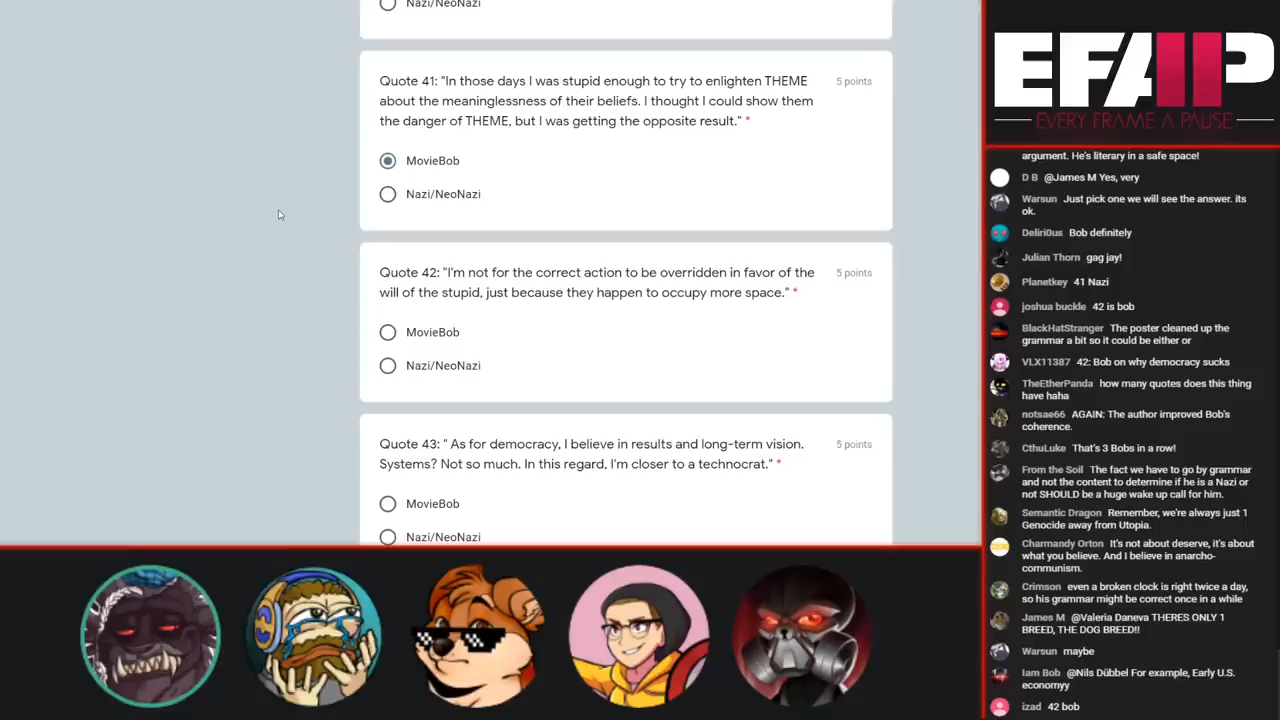 Nazi/NeoNazi
Quote 41: "In those days I was stupid enough to try to enlighten THEME
about the meaninglessness of their beliefs. I thought I could show them
the danger of THEME, but I was getting the opposite result." *
5 points
MovieBob
Nazi/NeoNazi
Quote 42: "I'm not for the correct action to be overridden in favor of the
will of the stupid, just because they happen to occupy more space." *
5 points
MovieBob
Nazi/NeoNazi
Quote 43: " As for democracy, I believe in results and long-term vision.
Systems? Not so much. In this regard, I'm closer to a technocrat." *
5 points
MovieBob
Nazi/NeoNazi
EFAP
EVERY FRAME A PAUSE
argument. He's literary in a safe space!
D B @James M Yes, very
Warsun Just pick one we will see the answer. its
ok.
Deliri0us Bob definitely
Julian Thorn gag jay!
Planetkey 41 Nazi
joshua buckle 42 is bob
BlackHatStranger The poster cleaned up the
grammar a bit so it could be either or
VLX11387 42: Bob on why democracy sucks
TheEtherPanda how many quotes does this thing
have haha
notsae66 AGAIN: The author improved Bob's
coherence.
CthuLuke That's 3 Bobs in a row!
From the Soil The fact we have to go by grammar
and not the content to determine if he is a Nazi or
not SHOULD be a huge wake up call for him.
Semantic Dragon Remember, we're always just 1
Genocide away from Utopia.
Charmandy Orton It's not about deserve, it's about
what you believe. And I believe in anarcho-
communism.
Crimson even a broken clock is right twice a day,
so his grammar might be correct once in a while
James M @Valeria Daneva THERES ONLY 1
BREED, THE DOG BREED!!
Warsun maybe
Iam Bob @Nils Dübbel For example, Early U.S.
economyy
izad 42 bob